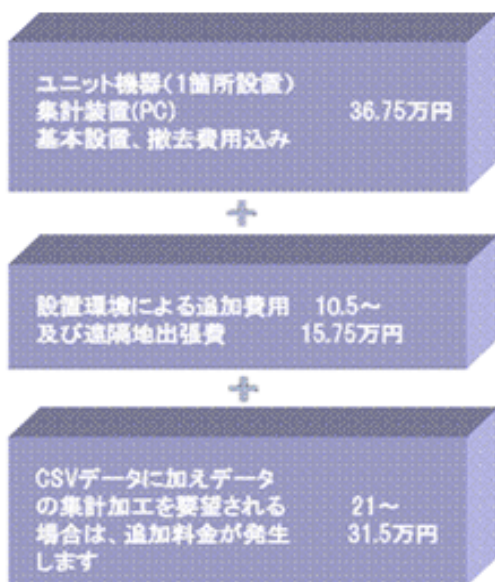 ユニット機器(1箇所設置)
集計装置(PC) 36.75万円
基本設置、撤去費用込み
+
設置環境による追加費用 10.5～
及び遠隔地出張費 15.75万円
+
CSVデータに加えデータ
の集計加工を要望される 21～
場合は、追加料金が発生 31.5万円
します